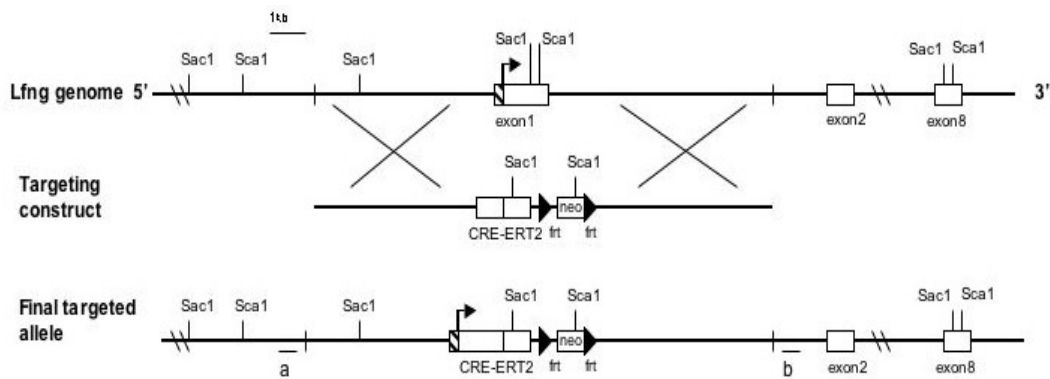 1kb
Sac1 Sca1 Sac1 Sac1 Sca1 Sac1 Sca1
Lfng genome 5' 3'
exon1 exon2 exon8
Targeting construct
Sac1 Sca1
neo
CRE-ERT2 frt frt
Final targeted allele
Sac1 Sca1 Sac1 Sac1 Sca1 Sac1 Sca1
neo
a CRE-ERT2 frt frt b exon2 exon8